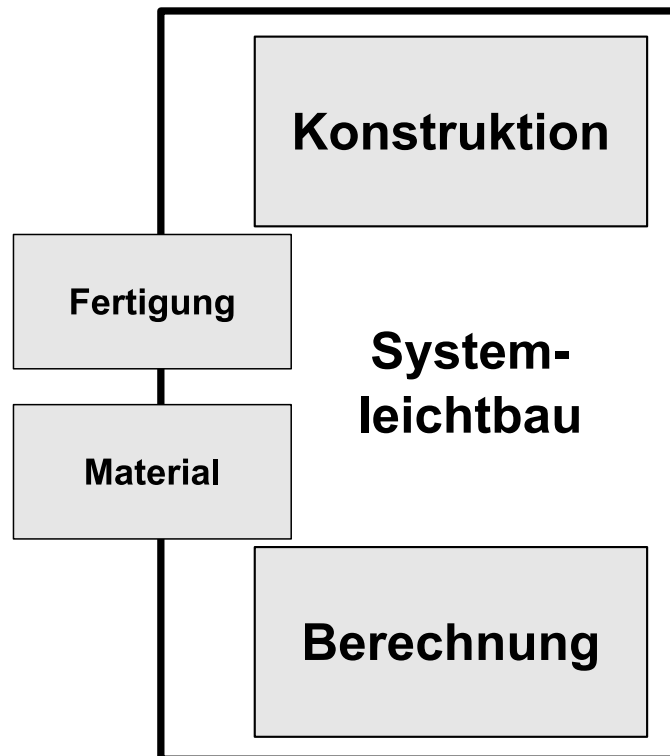 Konstruktion
Fertigung
System-
leichtbau
Material
Berechnung